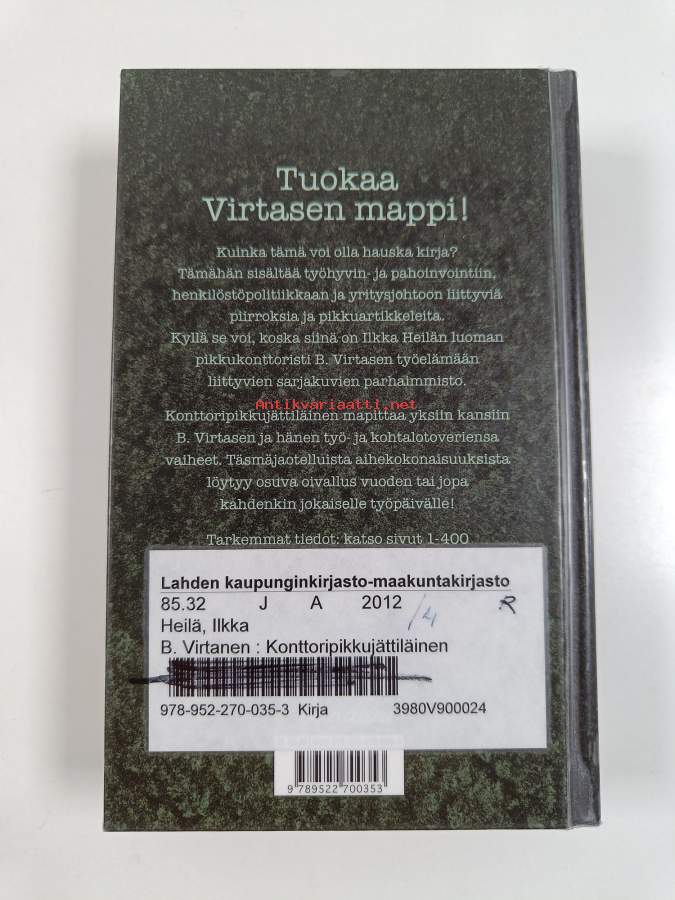 Tuokaa
Virtasen mappi!
Kuinka tämä voi olla hauska kirja?
Tämähän sisältää työhyvin- ja pahoinvointiin,
henkilöstöpolitiikkaan ja yritysjohtoon liittyviä
piirroksia ja pikkuartikkeleita.
Kyllä se voi, koska siinä on Ilkka Heilän luoman
pikkukonttoristi B. Virtasen työelämään
liittyvien sarjakuvien parhaimmisto.
Antikvariaatti.net
Konttoripikkujättiläinen mapittaa yksiin kansiin
B. Virtasen ja hänen työ- ja kohtalotoveriensa
vaiheet. Täsmäjaotelluista aihekokonaisuuksista
löytyy osuva oivallus vuoden tai jopa
kahdenkin jokaiselle työpäivälle!
Tarkemmat tiedot: katso sivut 1-400
Lahden kaupunginkirjasto-maakuntakirjasto
85.32 J A 2012 /4 R
Heilä, Ilkka
B. Virtanen : Konttoripikkujättiläinen
978-952-270-035-3 Kirja 3980V900024
9 789522 700353